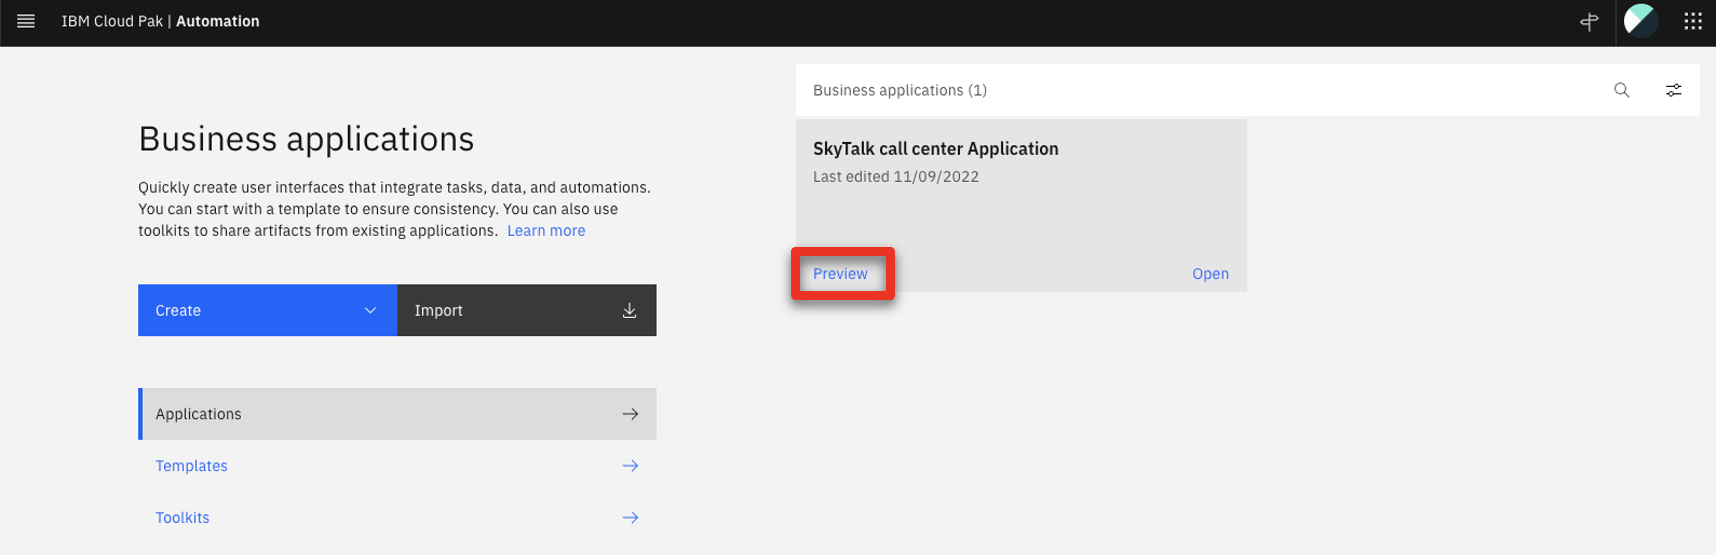 IBM Cloud Pak | Automation
Business applications
Quickly create user interfaces that integrate tasks, data, and automations.
You can start with a template to ensure consistency. You can also use
toolkits to share artifacts from existing applications. Learn more
Create
Import
Applications
Templates
Toolkits
Business applications (1)
SkyTalk call center Application
Last edited 11/09/2022
Preview
Open